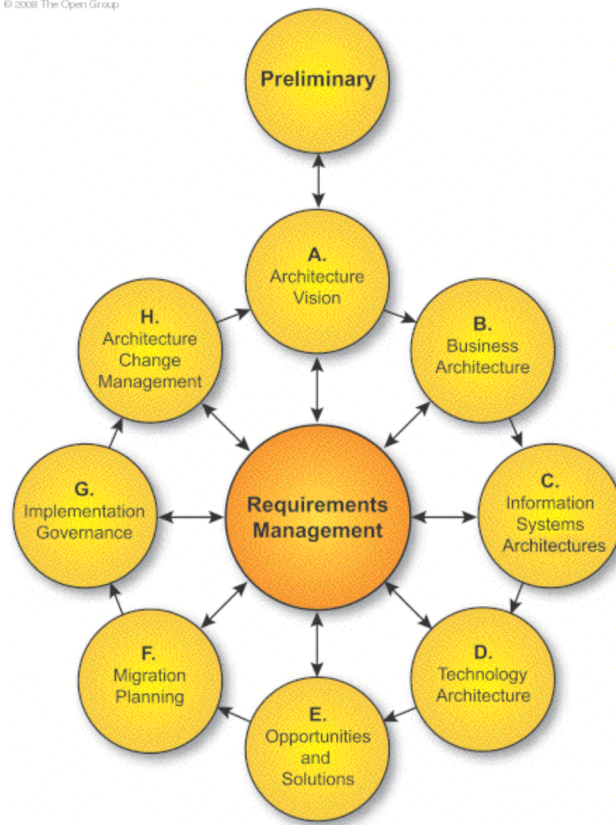 © 2008 The Open Group
Preliminary
A.
Architecture
Vision
B.
Business
Architecture
C.
Information
Systems
Architectures
D.
Technology
Architecture
E.
Opportunities
and
Solutions
F.
Migration
Planning
G.
Implementation
Governance
H.
Architecture
Change
Management
Requirements
Management